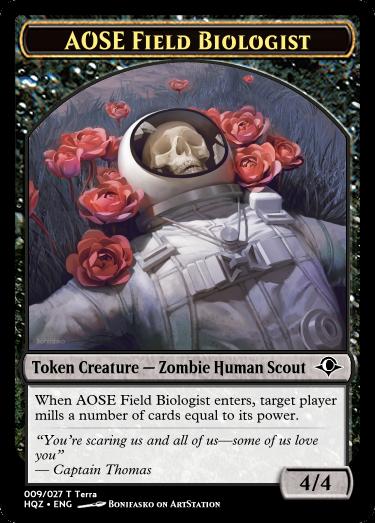 AOSE Field Biologist
Bonifasko
Token Creature — Zombie Human Scout
When AOSE Field Biologist enters, target player
mills a number of cards equal to its power.
“You’re scaring us and all of us—some of us love
you”
— Captain Thomas
4/4
009/027 T Terra
HQZ • ENG Bonifasko on ArtStation